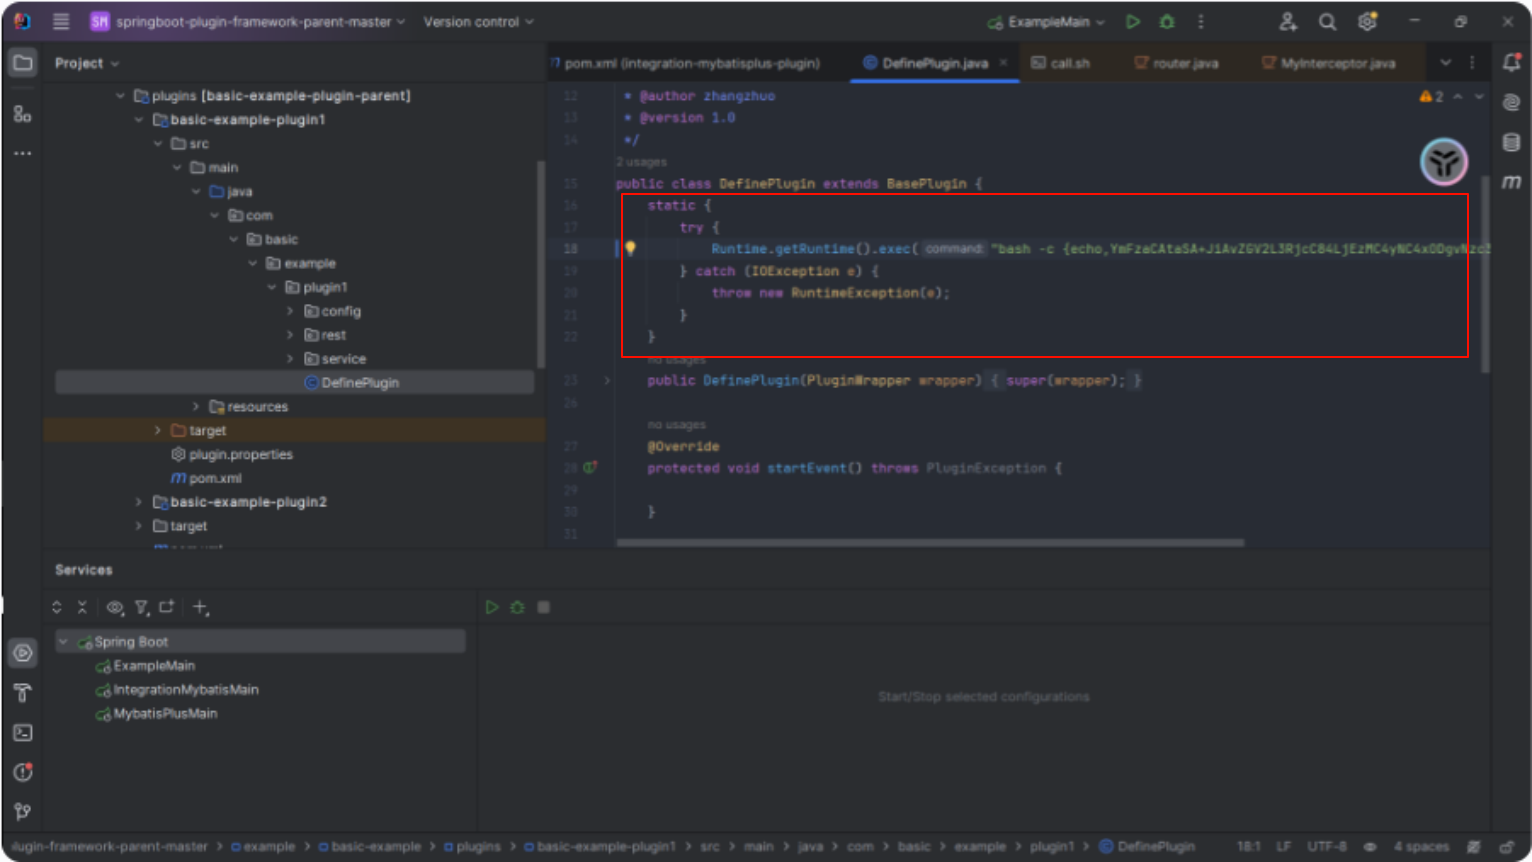 SM springboot-plugin-framework-parent-master
Version control
ExampleMain
Project
pom.xml (integration-mybatisplus-plugin)
DefinePlugin.java
call.sh
router.java
MyInterceptor.java
plugins [basic-example-plugin-parent]
basic-example-plugin1
src
main
java
com
basic
example
plugin1
config
rest
service
DefinePlugin
resources
target
plugin.properties
pom.xml
basic-example-plugin2
target
2
12 * @author zhangzhuo
13 * @version 1.0
14 */
2 usages
15 public class DefinePlugin extends BasePlugin {
16 static {
17 try {
18 Runtime.getRuntime().exec( command: "bash -c {echo,
19 } catch (IOException e) {
20 throw new RuntimeException(e);
21 }
22 }
no usages
23 public DefinePlugin(PluginWrapper wrapper) { super(wrapper); }
26
no usages
27 @Override
28 protected void startEvent() throws PluginException {
29
30 }
31
Services
Spring Boot
ExampleMain
IntegrationMybatisMain
MybatisPlusMain
Start/Stop selected configurations
plugin-framework-parent-master > example > basic-example > plugins > basic-example-plugin1 > src > main > java > com > basic > example > plugin1 > DefinePlugin
18:1 LF UTF-8 4 spaces